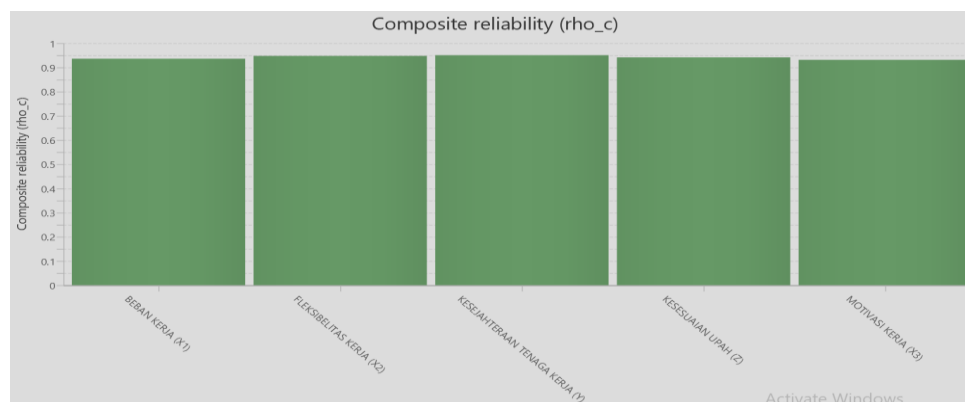 Composite reliability (rho_c)
Composite reliability (rho_c)
1
0.9
0.8
0.7
0.6
0.5
0.4
0.3
0.2
0.1
0
BEBAN KERJA (X1)
FLEKSIBELITAS KERJA (X2)
KESEJAHTERAAN TENAGA KERJA (Y)
KESESUAIAN UPAH (Z)
MOTIVASI KERJA (X3)
Activate Windows